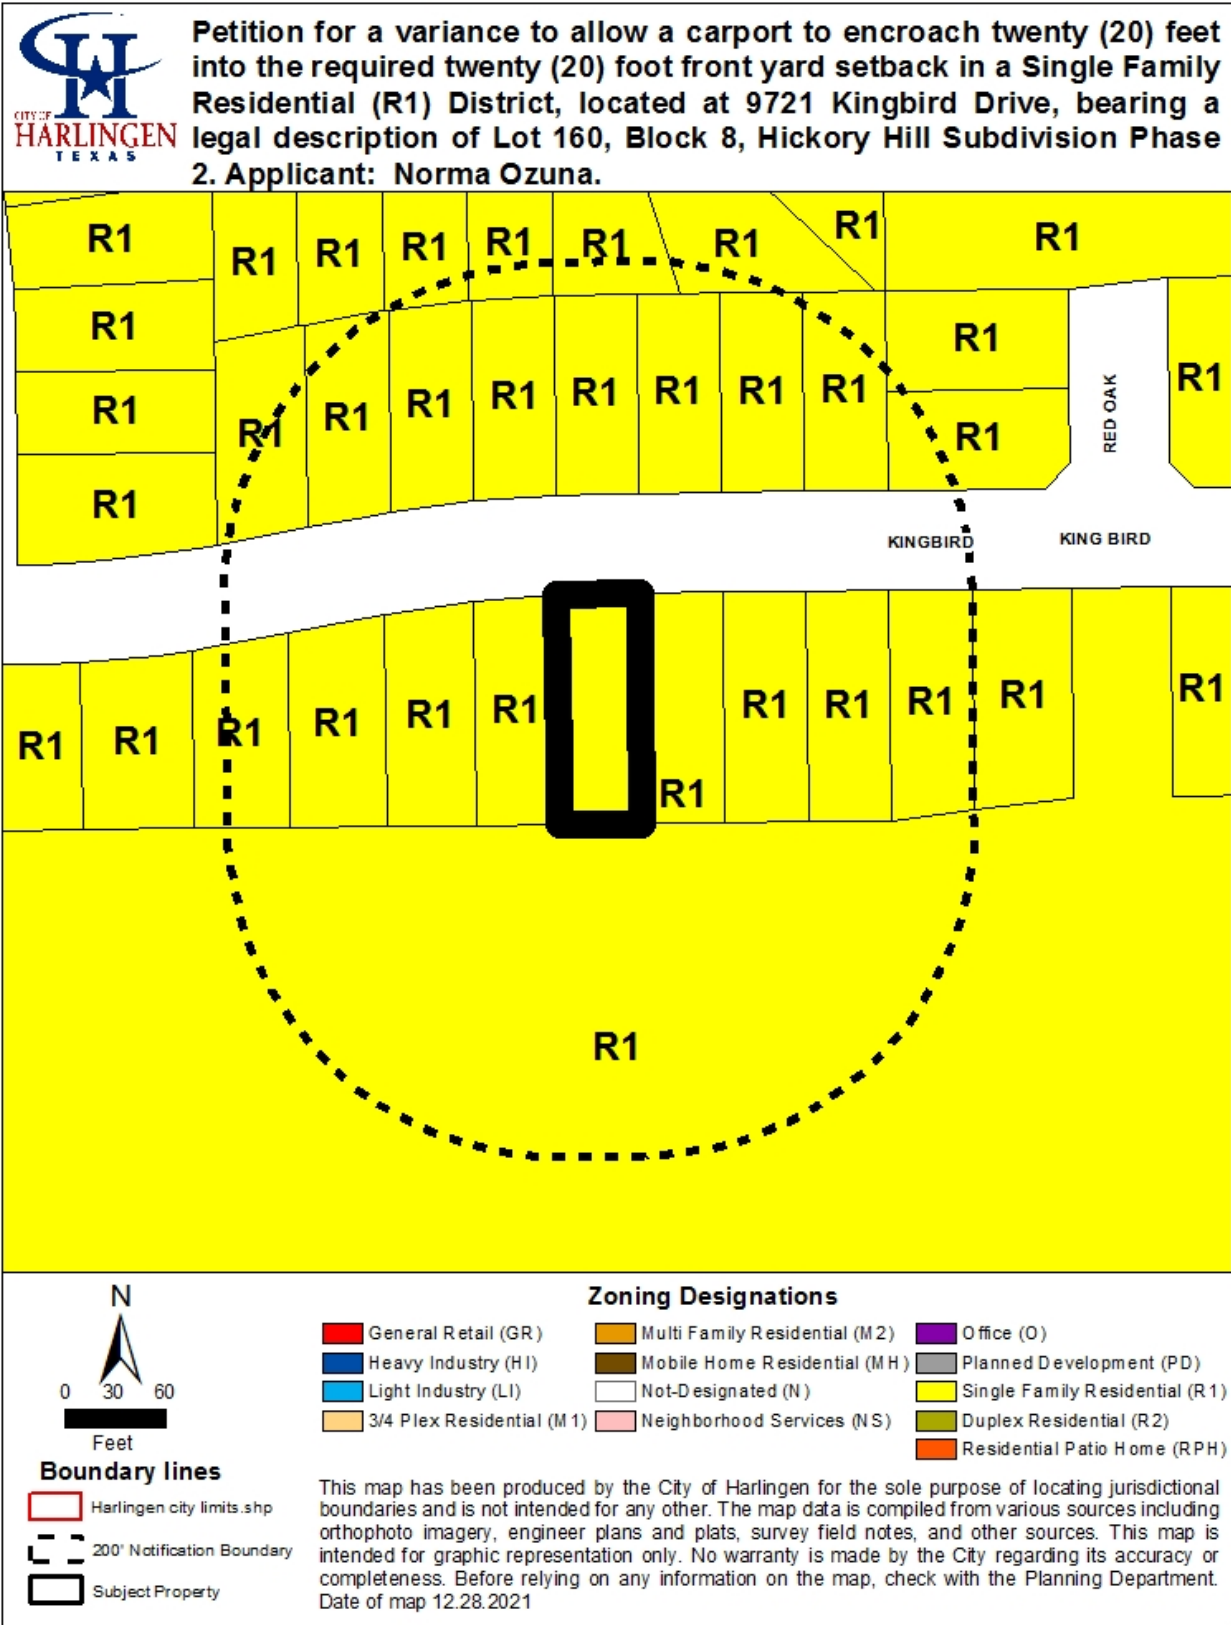 CITY OF
HARLINGEN
TEXAS
Petition for a variance to allow a carport to encroach twenty (20) feet
into the required twenty (20) foot front yard setback in a Single Family
Residential (R1) District, located at 9721 Kingbird Drive, bearing a
legal description of Lot 160, Block 8, Hickory Hill Subdivision Phase
2. Applicant: Norma Ozuna.
R1 R1 R1 R1 R1 R1 R1 R1 R1
R1 R1
R1 R1 R1 R1 R1 R1 R1 R1 R1
R1 R1 R1
RED OAK
R1
KINGBIRD KING BIRD
R1 R1 R1 R1 R1 R1 R1 R1 R1 R1 R1
R1
R1
N
0 30 60
Feet
Boundary lines
Harlingen city limits.shp
200' Notification Boundary
Subject Property
Zoning Designations
General Retail (GR)
Heavy Industry (HI)
Light Industry (LI)
3/4 Plex Residential (M1)
Multi Family Residential (M2)
Mobile Home Residential (MH)
Not-Designated (N)
Neighborhood Services (NS)
Office (O)
Planned Development (PD)
Single Family Residential (R1)
Duplex Residential (R2)
Residential Patio Home (RPH)
This map has been produced by the City of Harlingen for the sole purpose of locating jurisdictional
boundaries and is not intended for any other. The map data is compiled from various sources including
orthophoto imagery, engineer plans and plats, survey field notes, and other sources. This map is
intended for graphic representation only. No warranty is made by the City regarding its accuracy or
completeness. Before relying on any information on the map, check with the Planning Department.
Date of map 12.28.2021